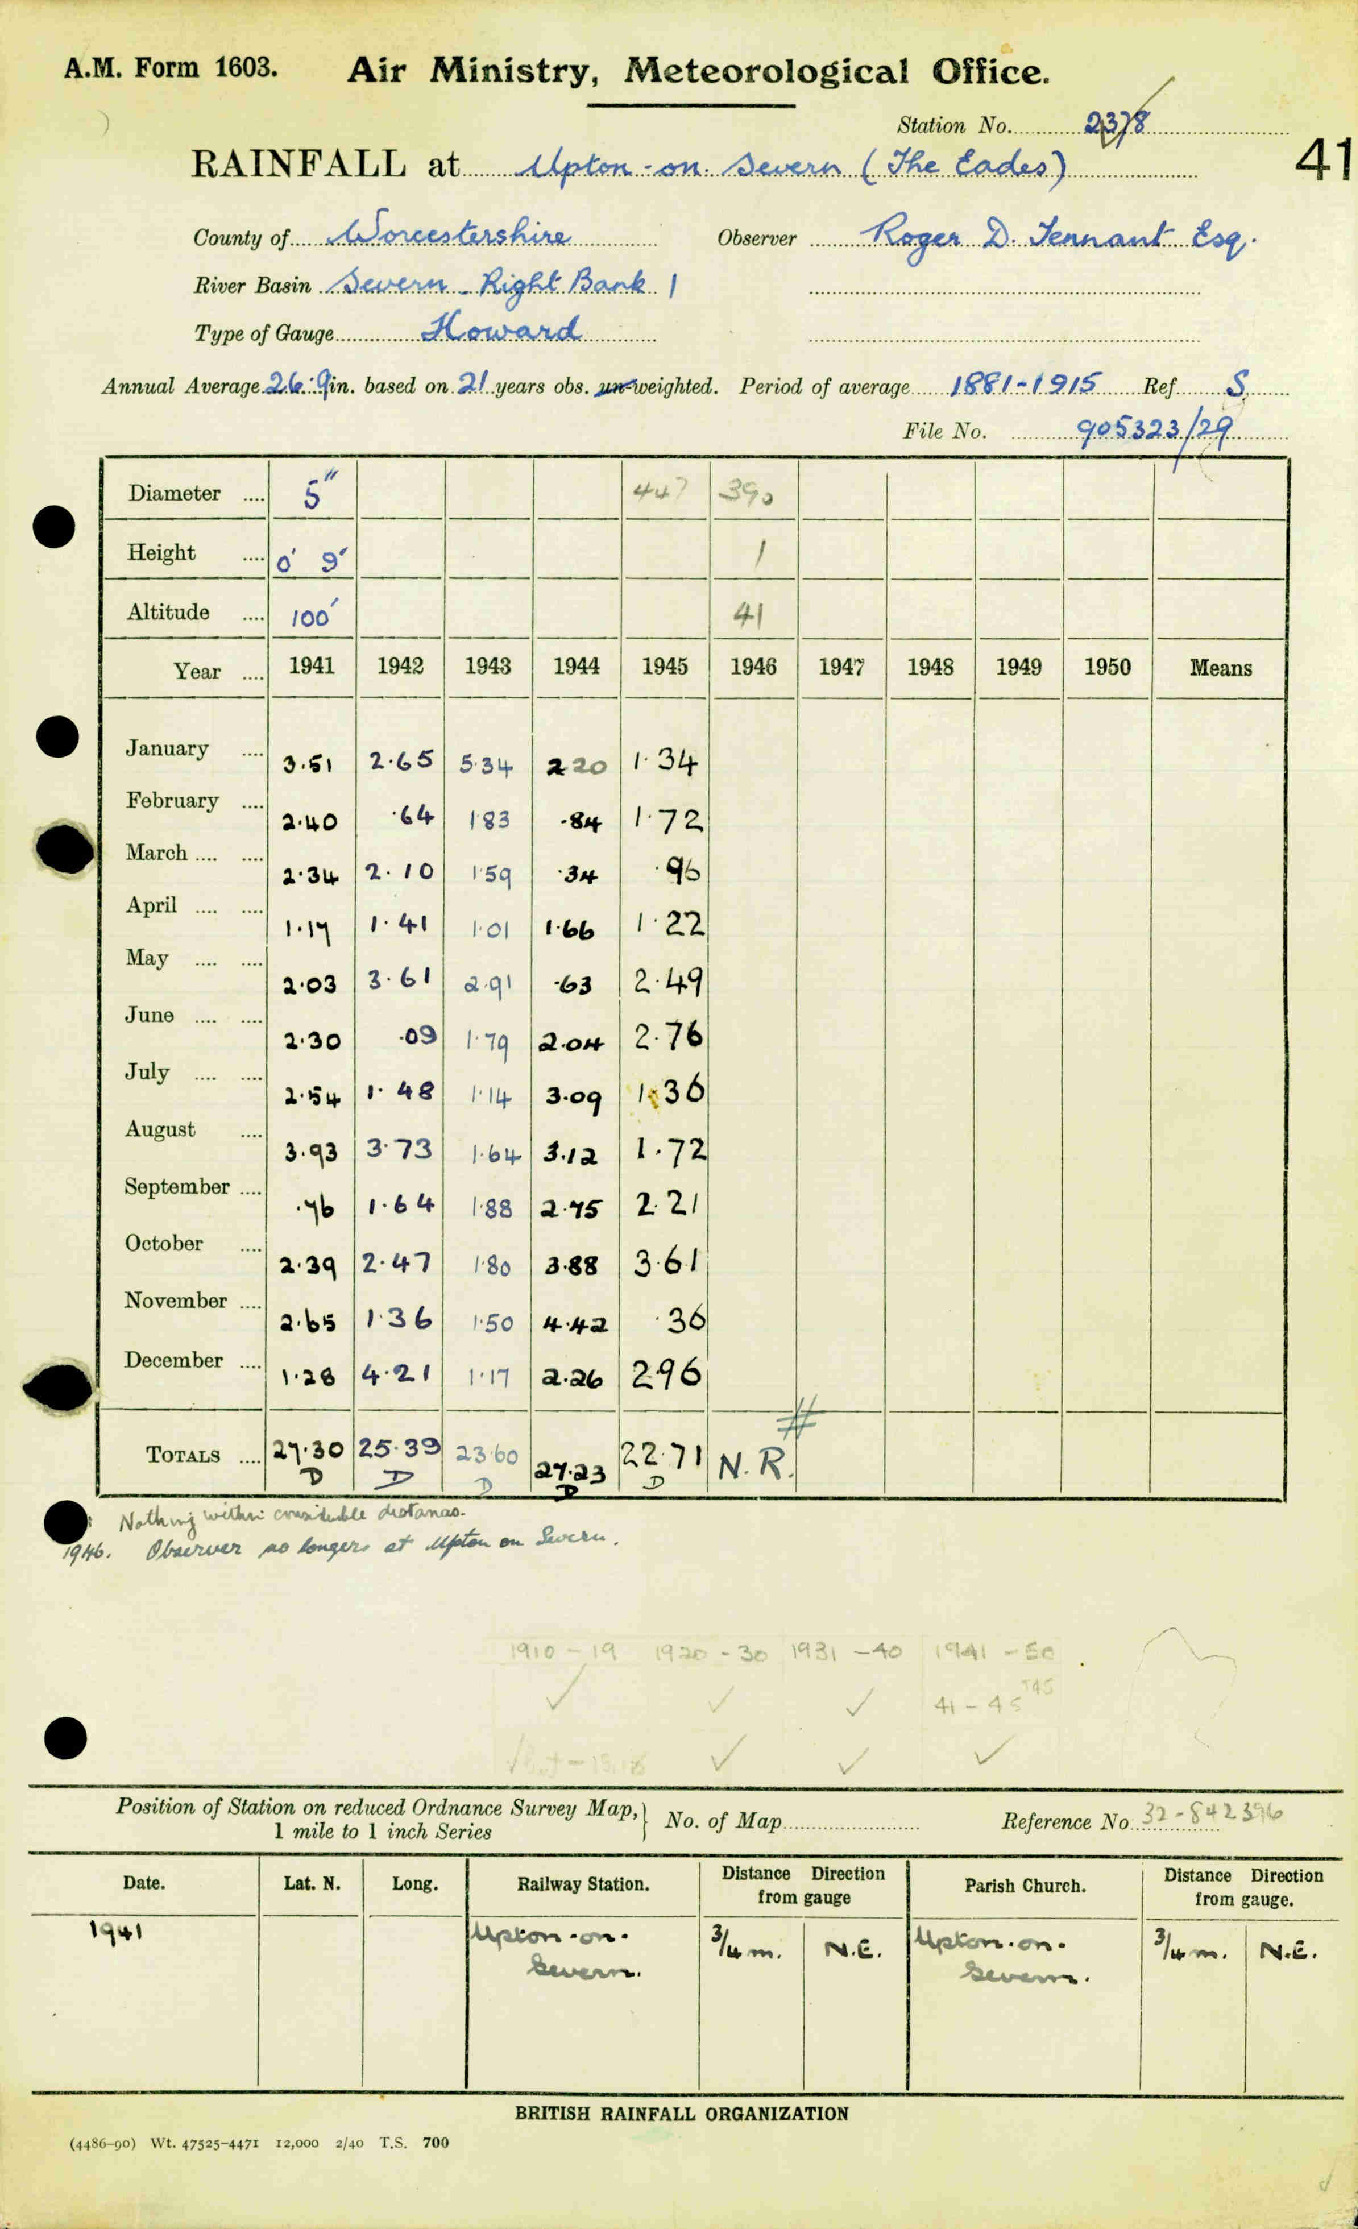 A.M. Form 1603. Air Ministry, Meteorological Office.
Station No. 2378
41
RAINFALL at Upton-on-Severn (The Eades)
County of Worcestershire Observer Roger D. Tennant Esq.
River Basin Severn - Right Bank 1
Type of Gauge Howard
Annual Average 26.9 in. based on 21 years obs. un-weighted. Period of average 1881-1915 Ref S.
File No. 905323/29
Diameter .... 5" 447 390
Height .... 0' 9" 1
Altitude .... 100' 41
Year .... 1941 1942 1943 1944 1945 1946 1947 1948 1949 1950 Means
January .... 3.51 2.65 5.34 2.20 1.34
February .... 2.40 .64 1.83 .84 1.72
March .... .... 2.34 2.10 1.59 .34 .96
April .... .... 1.17 1.41 1.01 1.66 1.22
May .... .... 2.03 3.61 2.91 .63 2.49
June .... .... 2.30 .09 1.79 2.04 2.76
July .... .... 2.54 1.48 1.14 3.09 1.36
August .... 3.93 3.73 1.64 3.12 1.72
September .... .76 1.64 1.88 2.75 2.21
October .... 2.39 2.47 1.80 3.88 3.61
November .... 2.65 1.36 1.50 4.42 .36
December .... 1.28 4.21 1.17 2.26 2.96
TOTALS .... 27.30 25.39 23.60 27.23 22.71 N.R. #
D D D D D
Nothing within considerable distance.
1946. Observer no longer at Upton on Severn.
1910-19 1920-30 1931-40 1941-50
✓ ✓ ✓ 41-45
✓ ✓ ✓
Position of Station on reduced Ordnance Survey Map, 1 mile to 1 inch Series } No. of Map Reference No 32-842396
Date. Lat. N. Long. Railway Station. Distance Direction from gauge Parish Church. Distance Direction from gauge.
1941 Upton-on-Severn. 3/4 m. N.E. Upton-on-Severn. 3/4 m. N.E.
BRITISH RAINFALL ORGANIZATION
(4486-90) Wt. 47525-4471 12,000 2/40 T.S. 700